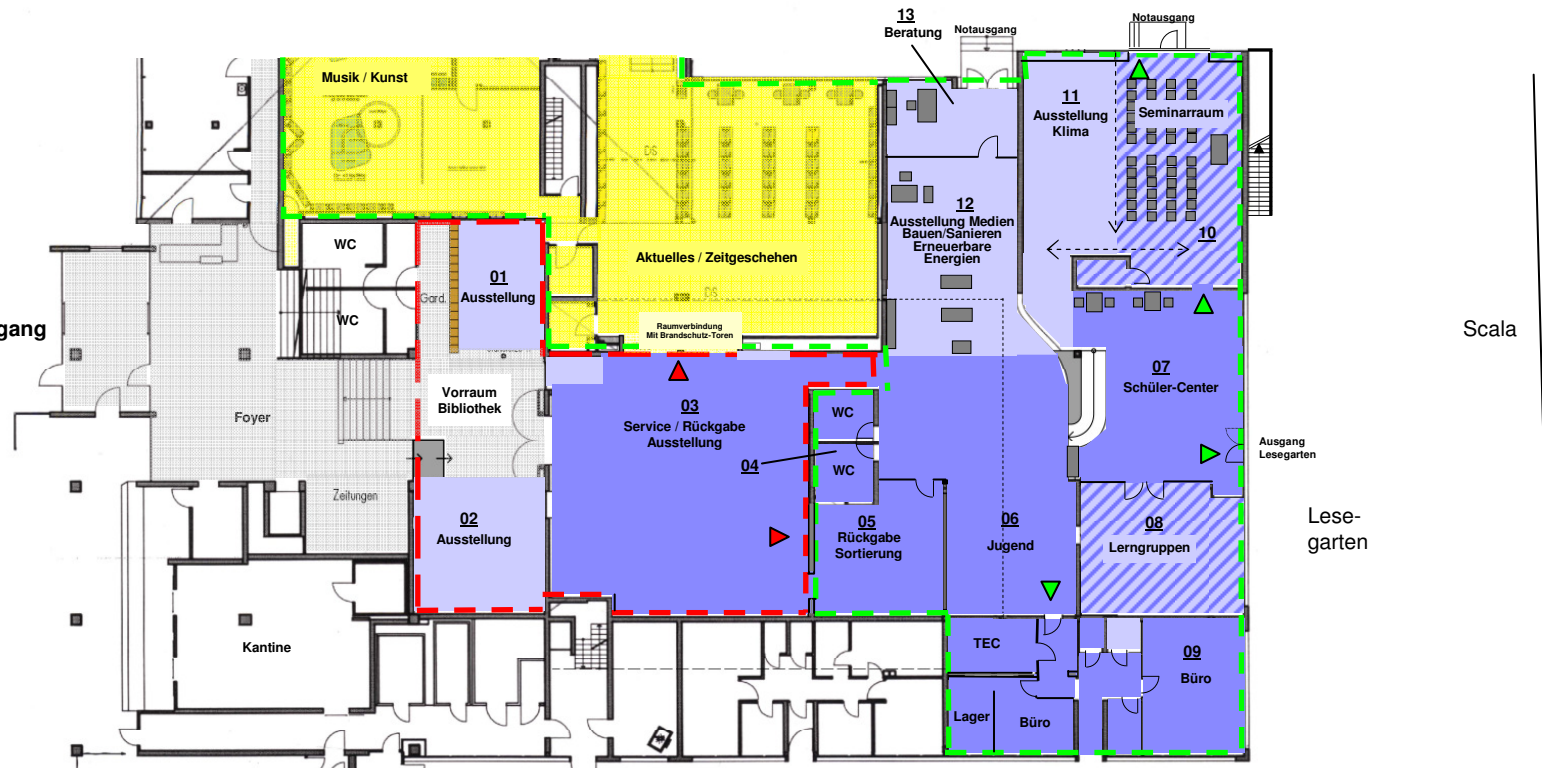 13
Beratung
Notausgang
Notausgang
Musik / Kunst
11
Ausstellung
Klima
Seminarraum
DS
12
Ausstellung Medien
Bauen/Sanieren
Erneuerbare
Energien
10
WC
01
Ausstellung
Gard.
Aktuelles / Zeitgeschehen
DS
WC
Raumverbindung
Mit Brandschutz-Toren
gang
Scala
07
Schüler-Center
Vorraum
Bibliothek
Foyer
03
Service / Rückgabe
Ausstellung
WC
04
WC
Ausgang
Lesegarten
Zeitungen
02
Ausstellung
05
Rückgabe
Sortierung
06
Jugend
08
Lerngruppen
Lese-
garten
Kantine
TEC
09
Büro
Lager
Büro